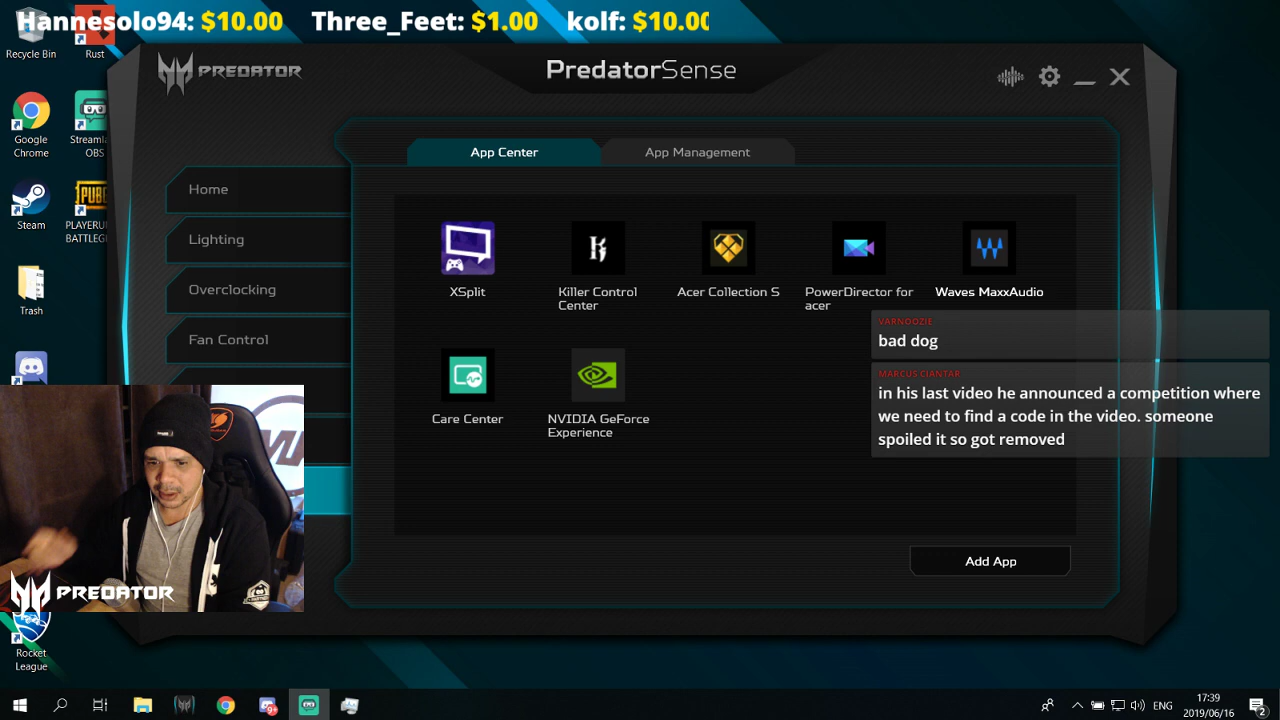 Hannesolo94: $10.00 Three_Feet: $1.00 kolf: $10.00
Recycle Bin
Rust
PREDATOR
PredatorSense
Google
Chrome
Streamla
OBS
App Center
App Management
Home
Lighting
Overclocking
Fan Control
Steam
PLAYERUN
BATTLEGR
Trash
XSplit
Killer Control
Center
Acer Collection S
PowerDirector for
acer
Waves MaxxAudio
Care Center
NVIDIA GeForce
Experience
VARNOOZIE
bad dog
MARCUS CIANTAR
in his last video he announced a competition where
we need to find a code in the video. someone
spoiled it so got removed
Add App
PREDATOR
Rocket
League
ENG
17:39
2019/06/16
2